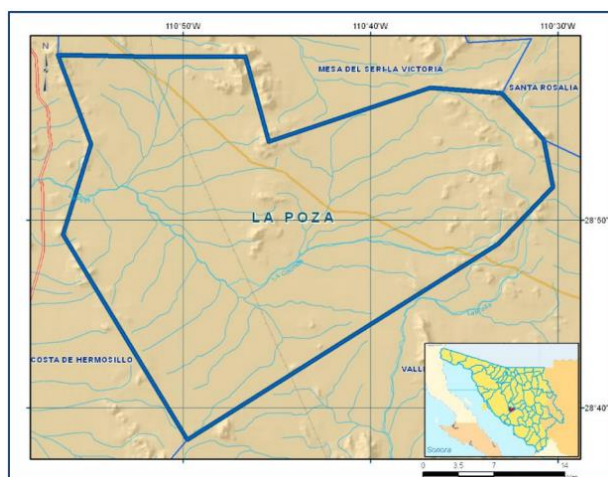 110°50' 110°40' 110°30'
N
MESA DEL SERI-LA VICTORIA
SANTA ROSALIA
LA POZA
28°50'
COSTA DE HERMOSILLO
VALL
28°40'
Sonora
0 3.5 7 14